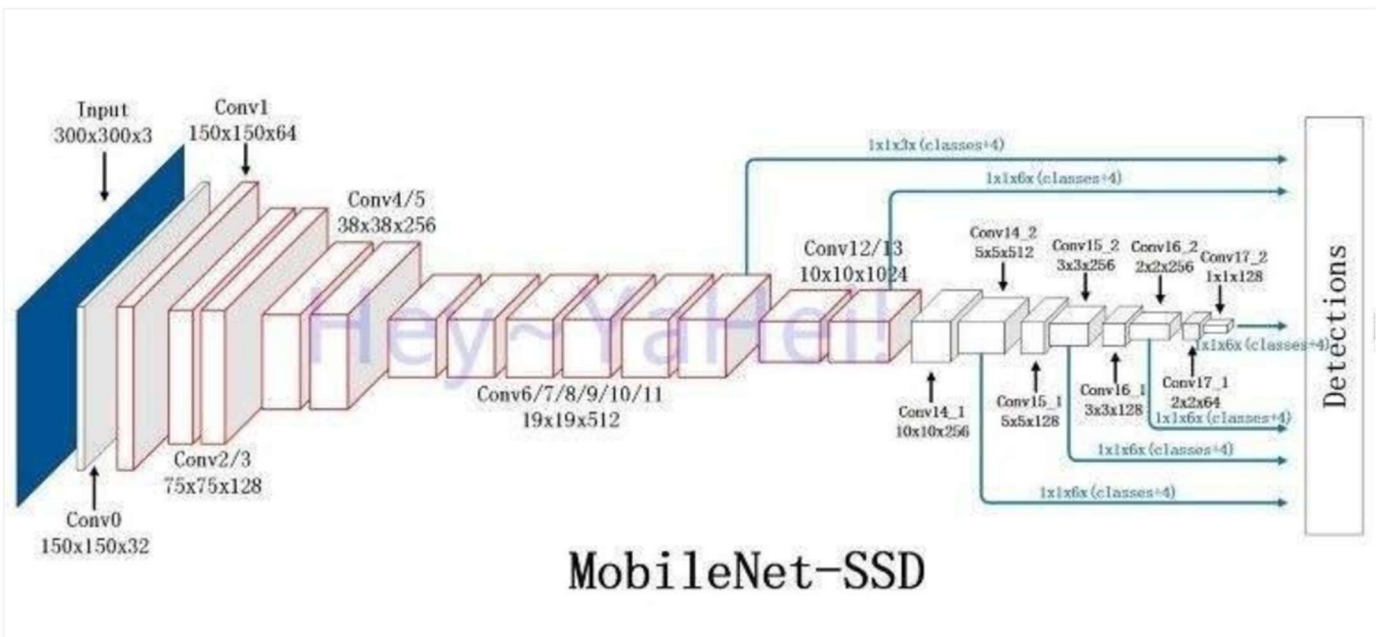 Input
300x300x3
Conv1
150x150x64
Conv4/5
38x38x256
1x1x3x(classes+4)
1x1x6x(classes+4)
Conv12/13
10x10x1024
Conv14_2
5x5x512
Conv15_2
3x3x256
Conv16_2
2x2x256
Conv17_2
1x1x128
Hey~YaHei!
1x1x6x(classes+4)
Detections
Conv6/7/8/9/10/11
19x19x512
Conv14_1
10x10x256
Conv15_1
5x5x128
Conv16_1
3x3x128
Conv17_1
2x2x64
1x1x6x(classes+4)
1x1x6x(classes+4)
1x1x6x(classes+4)
Conv2/3
75x75x128
Conv0
150x150x32
MobileNet-SSD